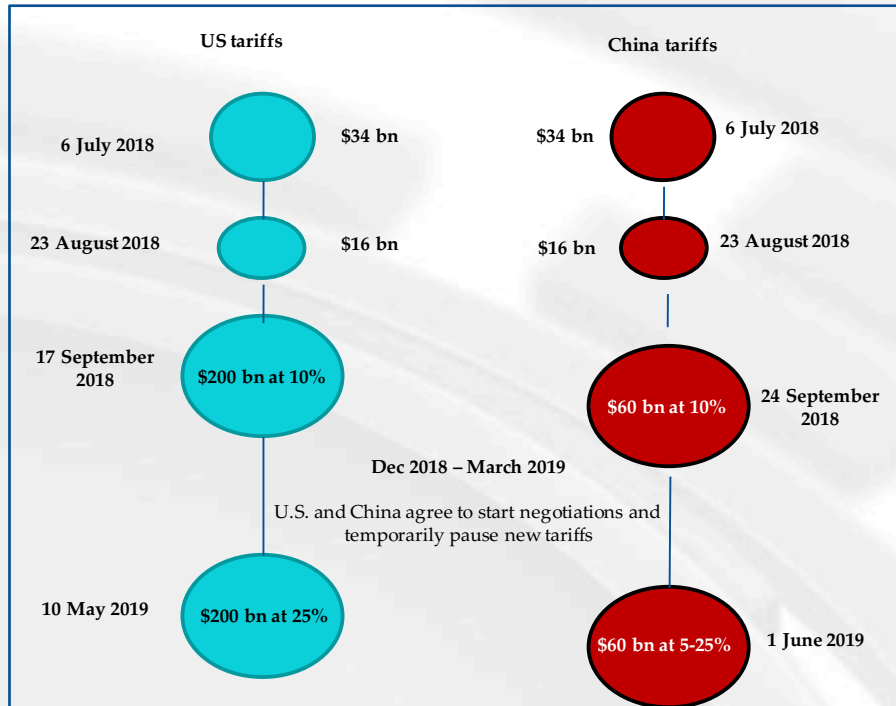 US tariffs
China tariffs
6 July 2018
$34 bn
$34 bn
6 July 2018
23 August 2018
$16 bn
$16 bn
23 August 2018
17 September
2018
$200 bn at 10%
$60 bn at 10%
24 September
2018
Dec 2018 – March 2019
U.S. and China agree to start negotiations and
temporarily pause new tariffs
10 May 2019
$200 bn at 25%
$60 bn at 5-25%
1 June 2019